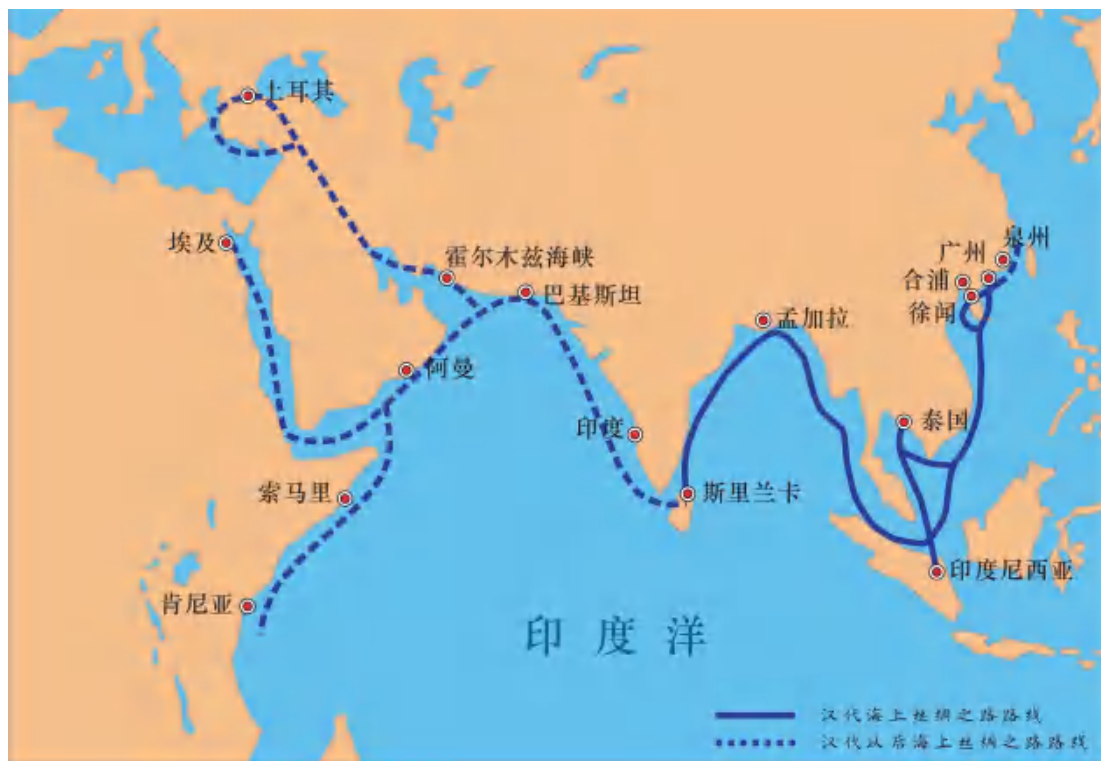 土耳其
埃及
霍尔木兹海峡
巴基斯坦
泉州
广州
合浦
徐闻
孟加拉
阿曼
印度
泰国
索马里
斯里兰卡
印度尼西亚
肯尼亚
印度洋
汉代海上丝绸之路路线
汉代以后海上丝绸之路路线